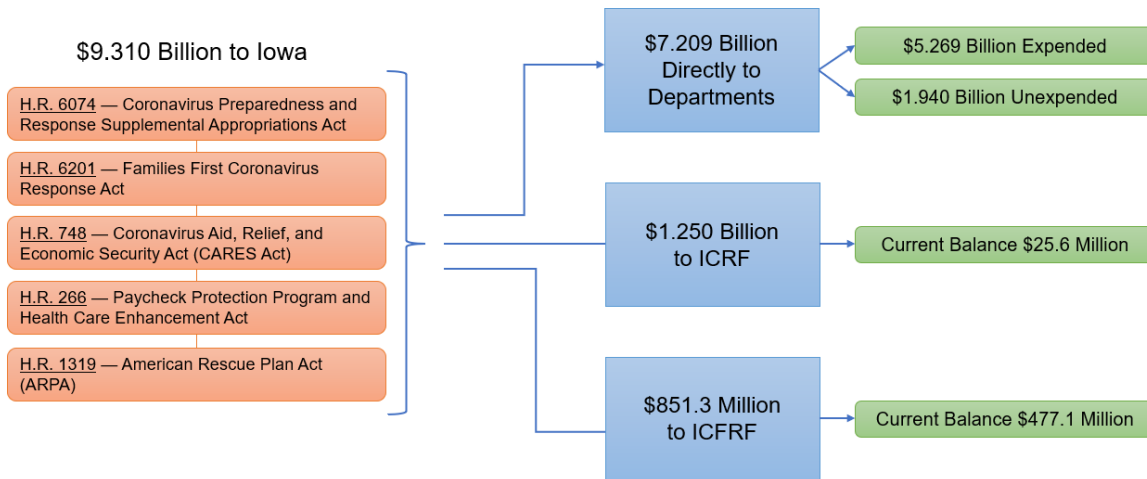 $9.310 Billion to Iowa
H.R. 6074 — Coronavirus Preparedness and
Response Supplemental Appropriations Act
H.R. 6201 — Families First Coronavirus
Response Act
H.R. 748 — Coronavirus Aid, Relief, and
Economic Security Act (CARES Act)
H.R. 266 — Paycheck Protection Program and
Health Care Enhancement Act
H.R. 1319 — American Rescue Plan Act
(ARPA)
$7.209 Billion
Directly to
Departments
$5.269 Billion Expended
$1.940 Billion Unexpended
$1.250 Billion
to ICRF
Current Balance $25.6 Million
$851.3 Million
to ICFRF
Current Balance $477.1 Million